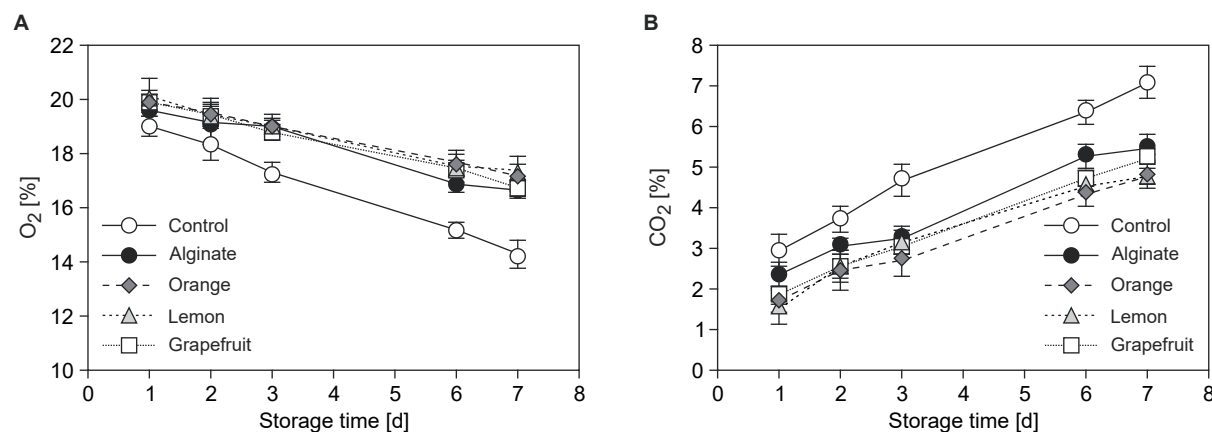 A
O2 [%]
22
20
18
16
14
12
10
0 1 2 3 4 5 6 7 8
Storage time [d]
Control
Alginate
Orange
Lemon
Grapefruit
B
CO2 [%]
8
7
6
5
4
3
2
1
0
0 1 2 3 4 5 6 7 8
Storage time [d]
Control
Alginate
Orange
Lemon
Grapefruit